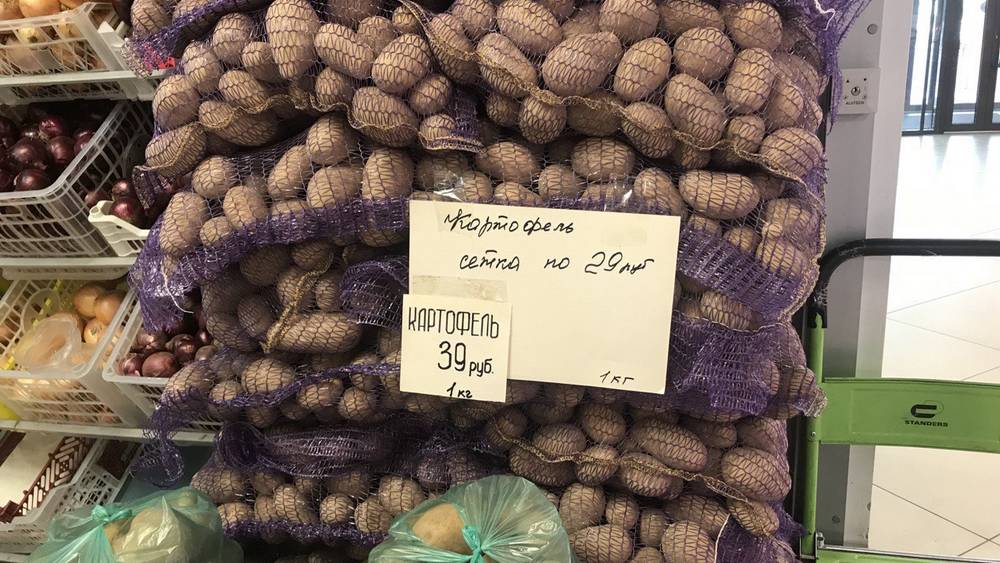 Картофель
сетка по 29 руб
1 кг
КАРТОФЕЛЬ
39 руб.
1 кг
STANDERS